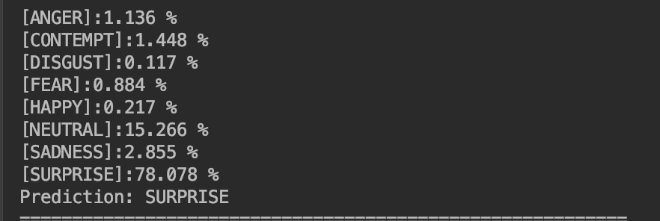 [ANGER]:1.136 %
[CONTEMPT]:1.448 %
[DISGUST]:0.117 %
[FEAR]:0.884 %
[HAPPY]:0.217 %
[NEUTRAL]:15.266 %
[SADNESS]:2.855 %
[SURPRISE]:78.078 %
Prediction: SURPRISE